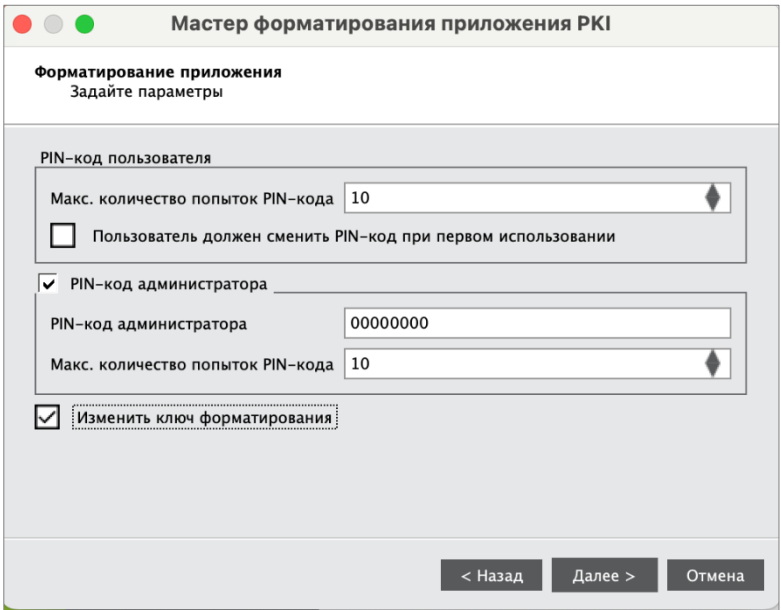 Мастер форматирования приложения PKI
Форматирование приложения
Задайте параметры
PIN-код пользователя
Макс. количество попыток PIN-кода 10
Пользователь должен сменить PIN-код при первом использовании
PIN-код администратора
PIN-код администратора 00000000
Макс. количество попыток PIN-кода 10
Изменить ключ форматирования
< Назад Далее > Отмена